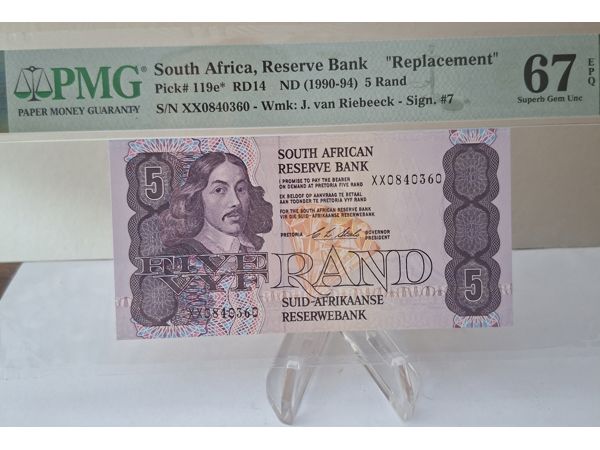 PMG®
PAPER MONEY GUARANTY
South Africa, Reserve Bank "Replacement"
Pick# 119e* RD14 ND (1990-94) 5 Rand
S/N XX0840360 - Wmk: J. van Riebeeck - Sign. #7
67
EPQ
Superb Gem Unc
5
SOUTH AFRICAN
RESERVE BANK
I PROMISE TO PAY THE BEARER
ON DEMAND AT PRETORIA FIVE RAND
XX0840360
EK BELOOF OP AANVRAAG TE BETAAL
AAN TOONDER TE PRETORIA VYF RAND
FOR THE SOUTH AFRICAN RESERVE BANK
VIR DIE SUID-AFRIKAANSE RESERWEBANK
PRETORIA
GOVERNOR
PRESIDENT
FIVE
VYF
RAND
5
XX0840360
SUID-AFRIKAANSE
RESERWEBANK